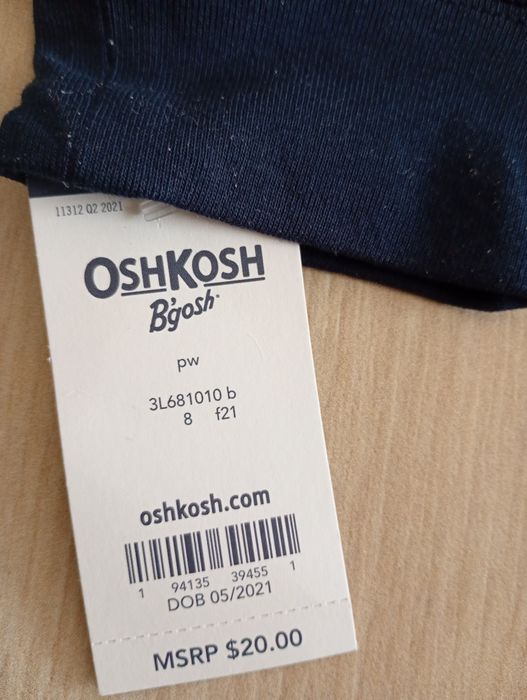 11312 Q2 2021
OSHKOSH
B'gosh
pw
3L681010 b
8 f21
oshkosh.com
1 94135 39455 1
DOB 05/2021
MSRP $20.00